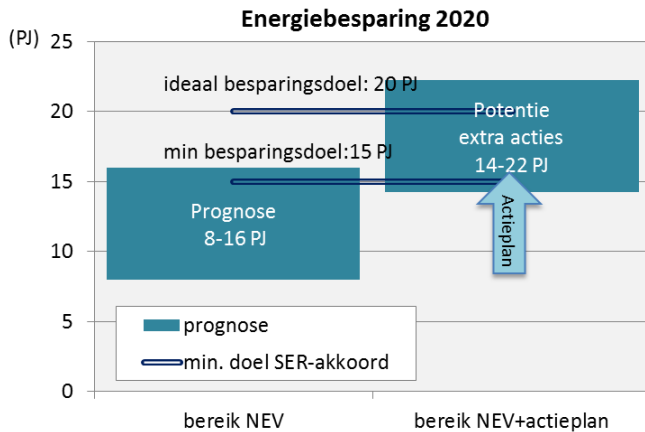 Energiebesparing 2020
(PJ)
25
20
15
10
5
0
ideaal besparingsdoel: 20 PJ
min besparingsdoel:15 PJ
Prognose
8-16 PJ
Potentie
extra acties
14-22 PJ
Actieplan
prognose
min. doel SER-akkoord
bereik NEV
bereik NEV+actieplan